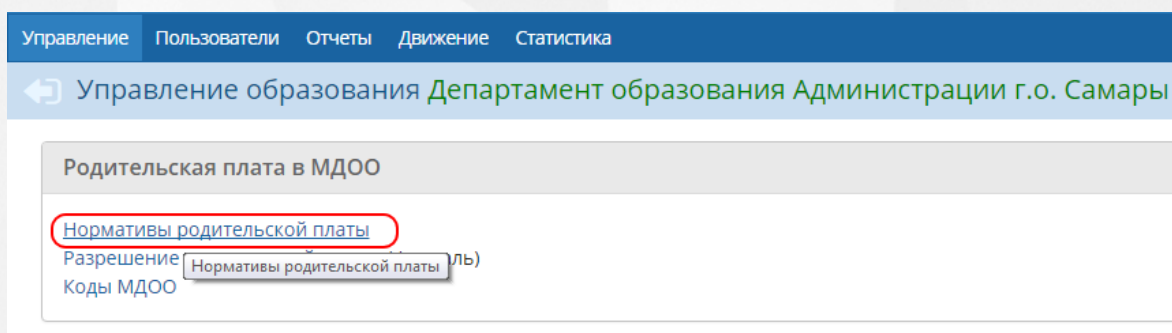 Управление Пользователи Отчеты Движение Статистика
Управление образования Департамент образования Администрации г.о. Самары
Родительская плата в МДОО
Нормативы родительской платы
Разрешение ль)
Нормативы родительской платы
Коды МДОО